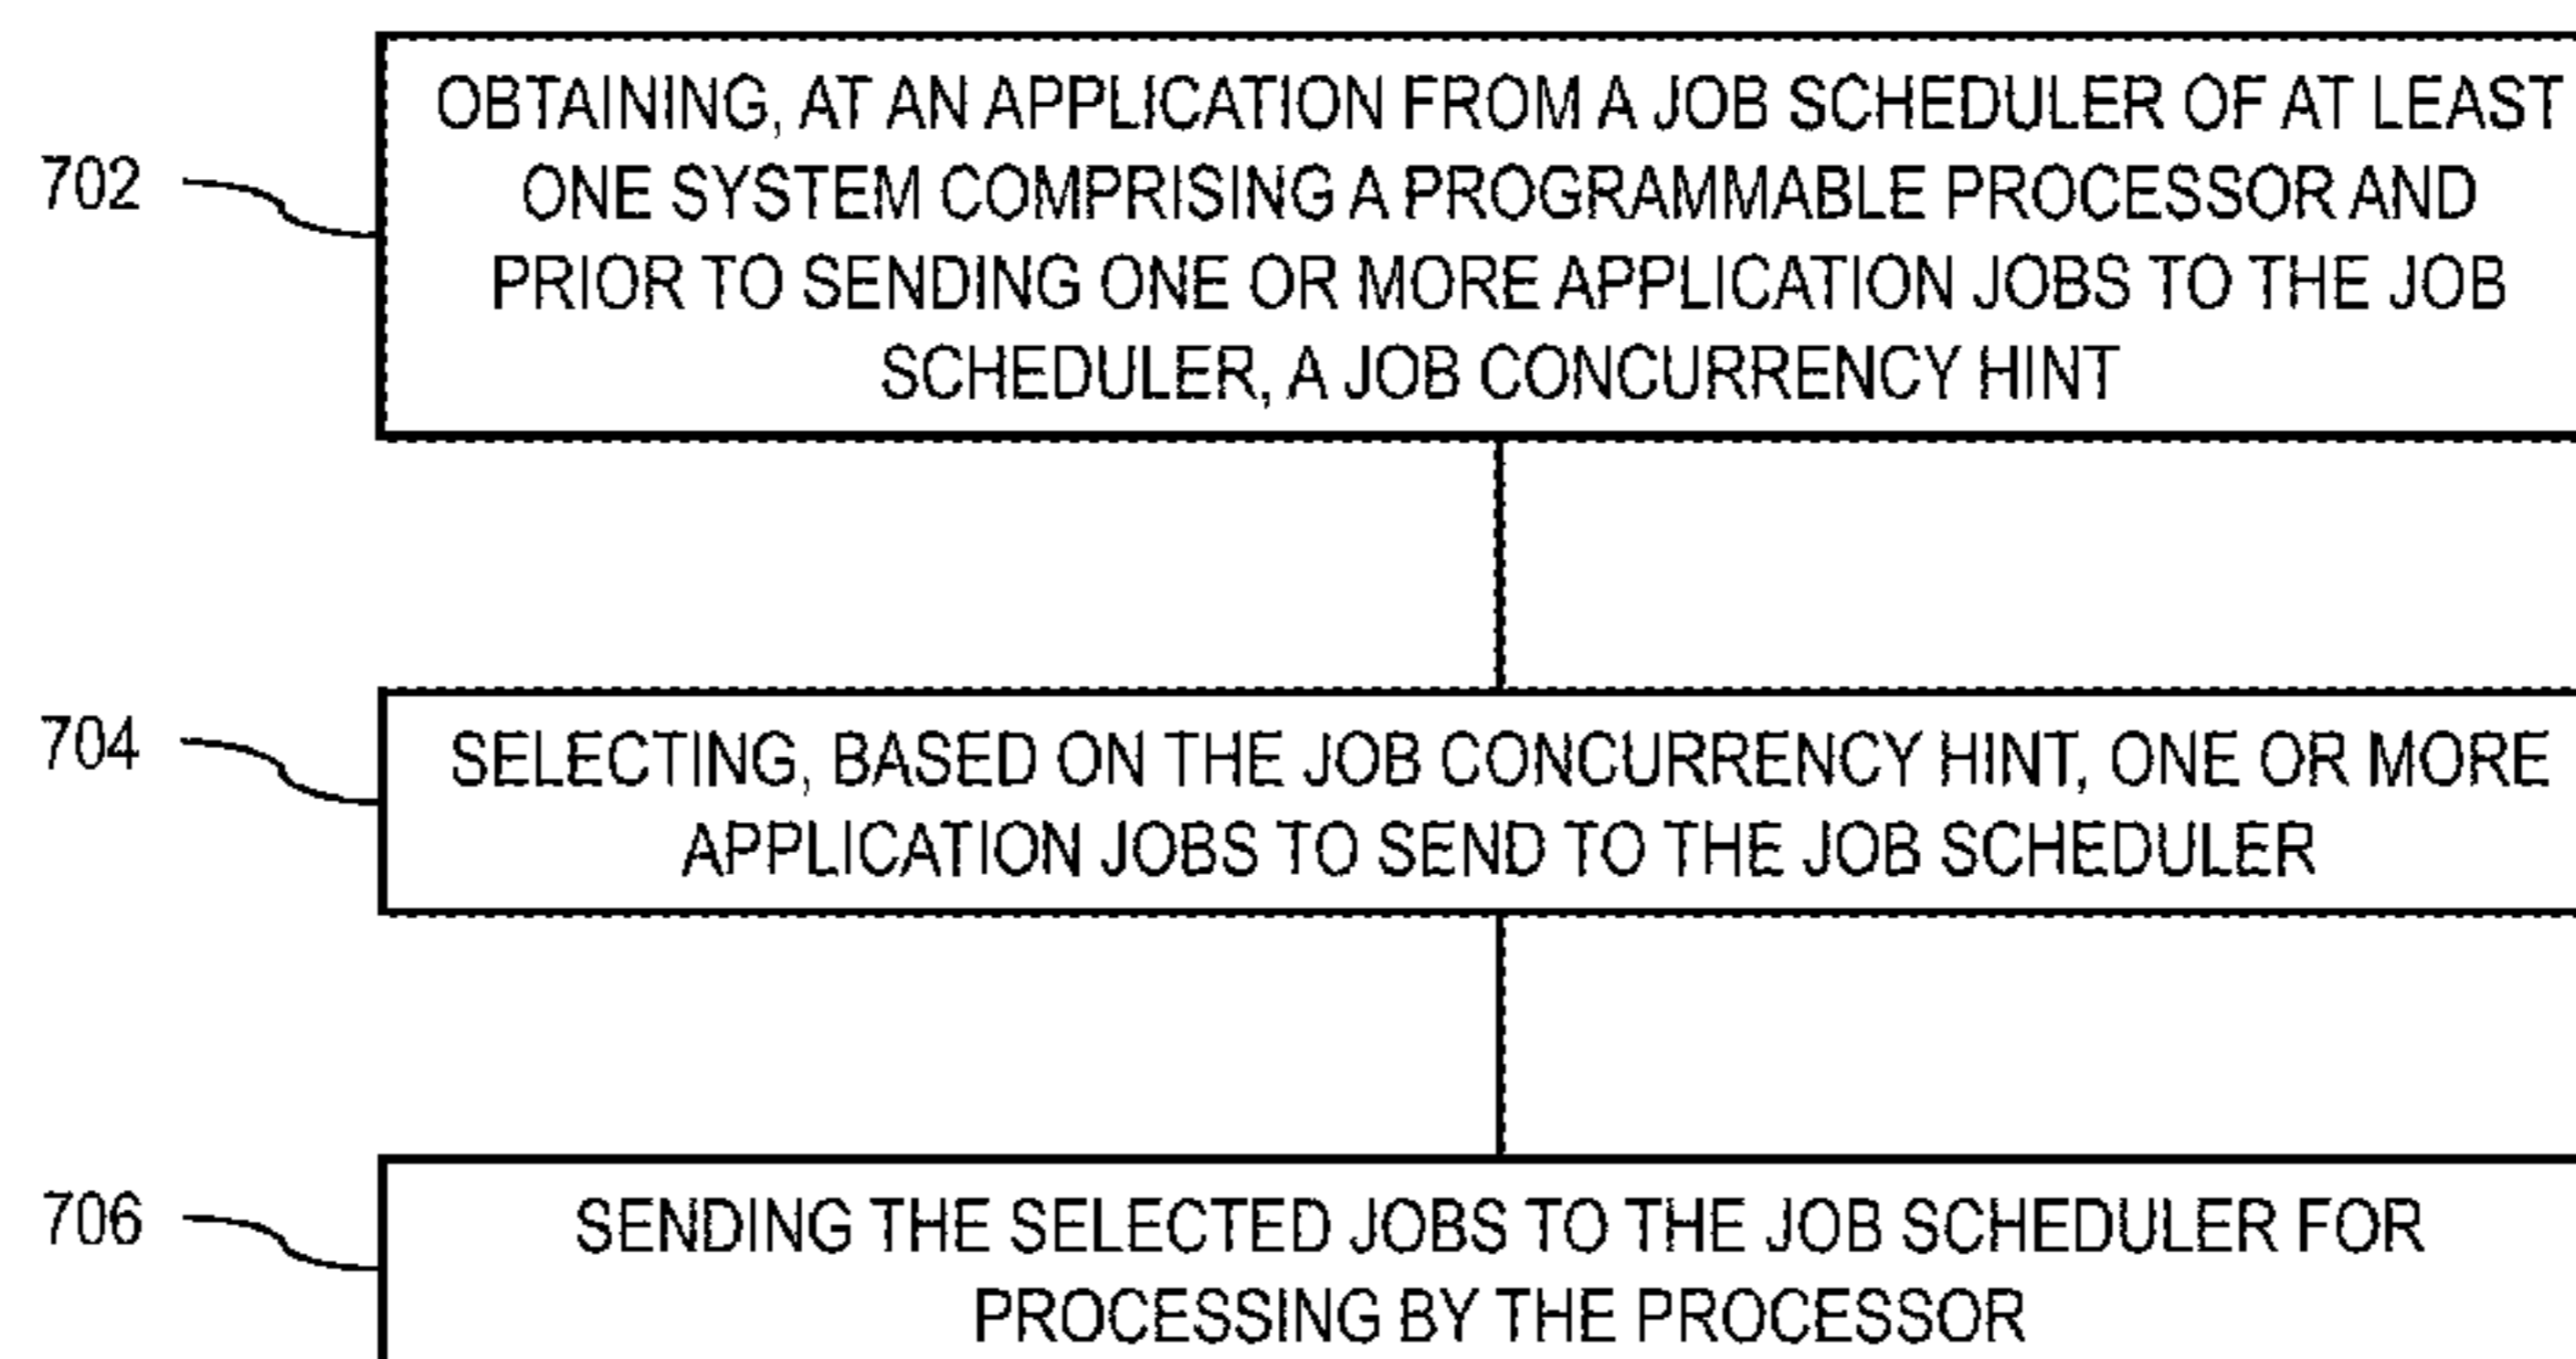 702
OBTAINING, AT AN APPLICATION FROM A JOB SCHEDULER OF AT LEAST
ONE SYSTEM COMPRISING A PROGRAMMABLE PROCESSOR AND
PRIOR TO SENDING ONE OR MORE APPLICATION JOBS TO THE JOB
SCHEDULER, A JOB CONCURRENCY HINT
704
SELECTING, BASED ON THE JOB CONCURRENCY HINT, ONE OR MORE
APPLICATION JOBS TO SEND TO THE JOB SCHEDULER
706
SENDING THE SELECTED JOBS TO THE JOB SCHEDULER FOR
PROCESSING BY THE PROCESSOR